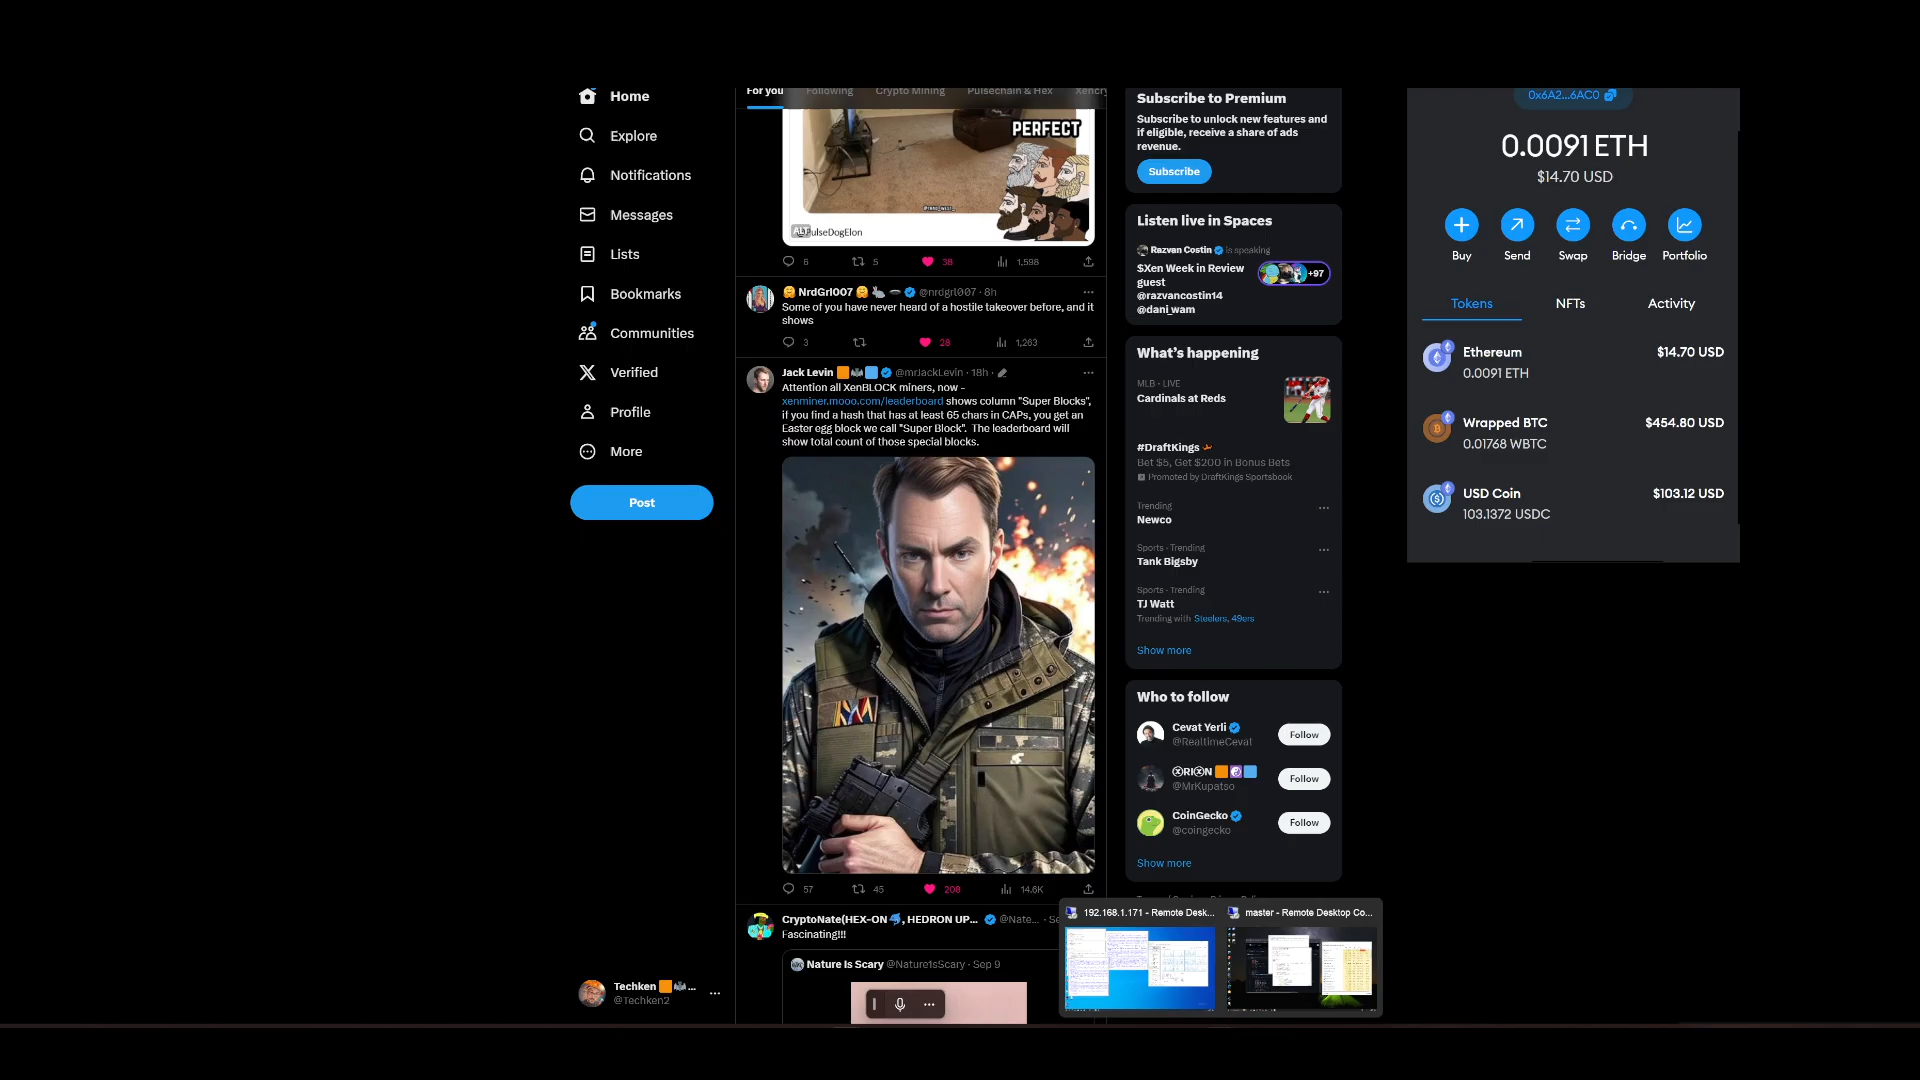 Home
Explore
Notifications
Messages
Lists
Bookmarks
Communities
Verified
Profile
More
Post
Techken
@Techken2
For you
Following
Crypto Mining
Pulsechain & Hex
PERFECT
ALT
PulseDogElon
6 5 38 1,598
NrdGrl007 @nrdgrl007 · 8h
Some of you have never heard of a hostile takeover before, and it
shows
3 28 1,263
Jack Levin @mrJackLevin · 18h ·
Attention all XenBLOCK miners, now -
xenminer.mooo.com/leaderboard shows column "Super Blocks",
if you find a hash that has at least 65 chars in CAPs, you get an
Easter egg block we call "Super Block". The leaderboard will
show total count of those special blocks.
57 45 208 14.6K
CryptoNate(HEX-ON, HEDRON UP... @Nate...
Fascinating!!!
Nature Is Scary @NatureIsScary · Sep 9
Subscribe to Premium
Subscribe to unlock new features and
if eligible, receive a share of ads
revenue.
Subscribe
Listen live in Spaces
Razvan Costin is speaking
$Xen Week in Review
guest
@razvancostin14
@dani_wam
+97
What's happening
MLB · LIVE
Cardinals at Reds
#DraftKings
Bet $5, Get $200 in Bonus Bets
Promoted by DraftKings Sportsbook
Trending
Newco
Sports · Trending
Tank Bigsby
Sports · Trending
TJ Watt
Trending with Steelers, 49ers
Show more
Who to follow
Cevat Yerli
@RealtimeCevat
Follow
ⓧRIⓧN
@MrKupatso
Follow
CoinGecko
@coingecko
Follow
Show more
192.168.1.171 - Remote Desk...
master - Remote Desktop Co...
0x6A2...6AC0
0.0091 ETH
$14.70 USD
Buy
Send
Swap
Bridge
Portfolio
Tokens
NFTs
Activity
Ethereum
$14.70 USD
0.0091 ETH
Wrapped BTC
$454.80 USD
0.01768 WBTC
USD Coin
$103.12 USD
103.1372 USDC